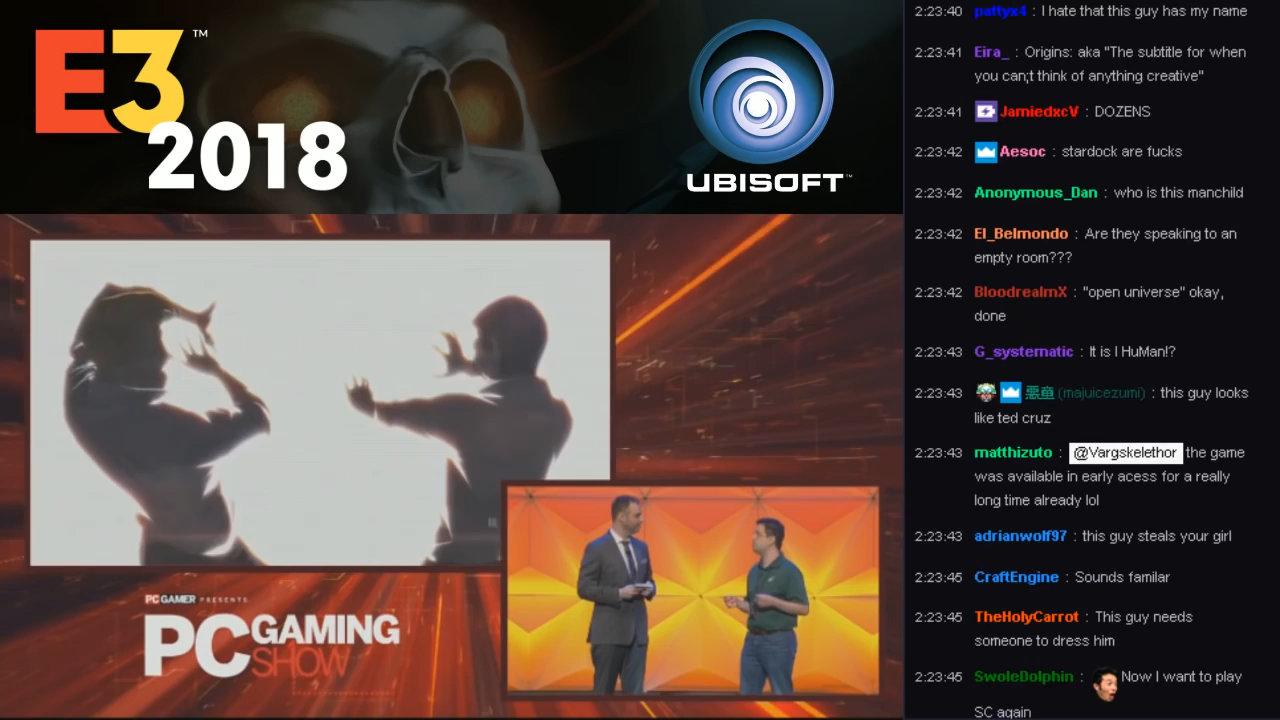 E3™
2018
UBISOFT™
PC GAMER PRESENTS
PC GAMING
SHOW
2:23:40 pattyx4 : I hate that this guy has my name
2:23:41 Eira_ : Origins: aka "The subtitle for when
you can;t think of anything creative"
2:23:41 JamiedxcV : DOZENS
2:23:42 Aesoc : stardock are fucks
2:23:42 Anonymous_Dan : who is this manchild
2:23:42 El_Belmondo : Are they speaking to an
empty room???
2:23:42 BloodrealmX : "open universe" okay,
done
2:23:43 G_systematic : It is I HuMan!?
2:23:43 悪童 (majuicezumi) : this guy looks
like ted cruz
2:23:43 matthizuto : @Vargskelethor the game
was available in early acess for a really
long time already lol
2:23:43 adrianwolf97 : this guy steals your girl
2:23:45 CraftEngine : Sounds familar
2:23:45 TheHolyCarrot : This guy needs
someone to dress him
2:23:45 SwoleDolphin : Now I want to play
SC again